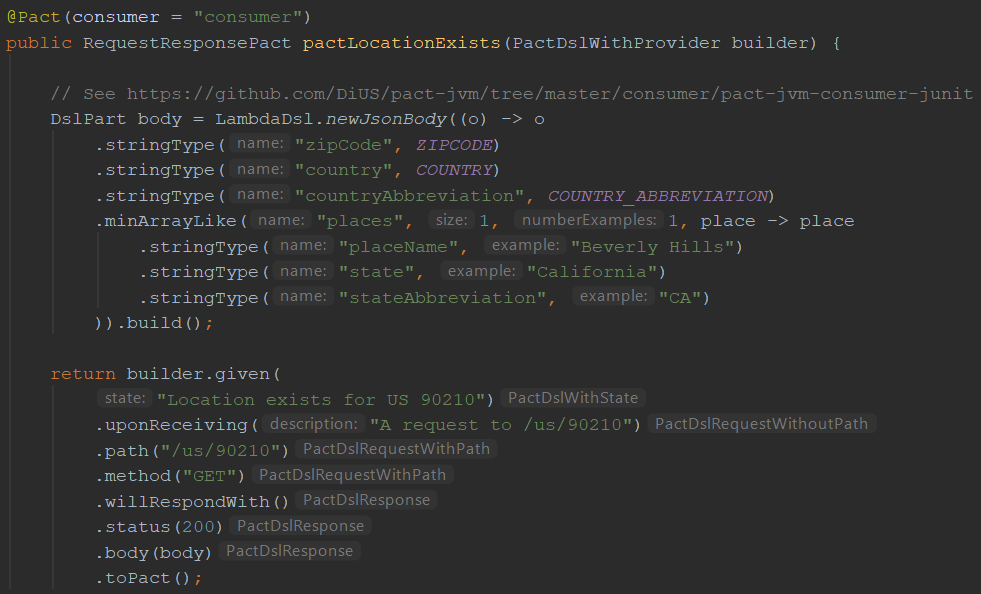 @Pact(consumer = "consumer")
public RequestResponsePact pactLocationExists(PactDslWithProvider builder) {
// See https://github.com/DiUS/pact-jvm/tree/master/consumer/pact-jvm-consumer-junit
DslPart body = LambdaDsl.newJsonBody((o) -> o
.stringType( name: "zipCode", ZIPCODE)
.stringType( name: "country", COUNTRY)
.stringType( name: "countryAbbreviation", COUNTRY_ABBREVIATION)
.minArrayLike( name: "places", size: 1, numberExamples: 1, place -> place
.stringType( name: "placeName", example: "Beverly Hills")
.stringType( name: "state", example: "California")
.stringType( name: "stateAbbreviation", example: "CA")
)).build();
return builder.given(
state: "Location exists for US 90210") PactDslWithState
.uponReceiving( description: "A request to /us/90210") PactDslRequestWithoutPath
.path("/us/90210") PactDslRequestWithPath
.method("GET") PactDslRequestWithPath
.willRespondWith() PactDslResponse
.status(200) PactDslResponse
.body(body) PactDslResponse
.toPact();